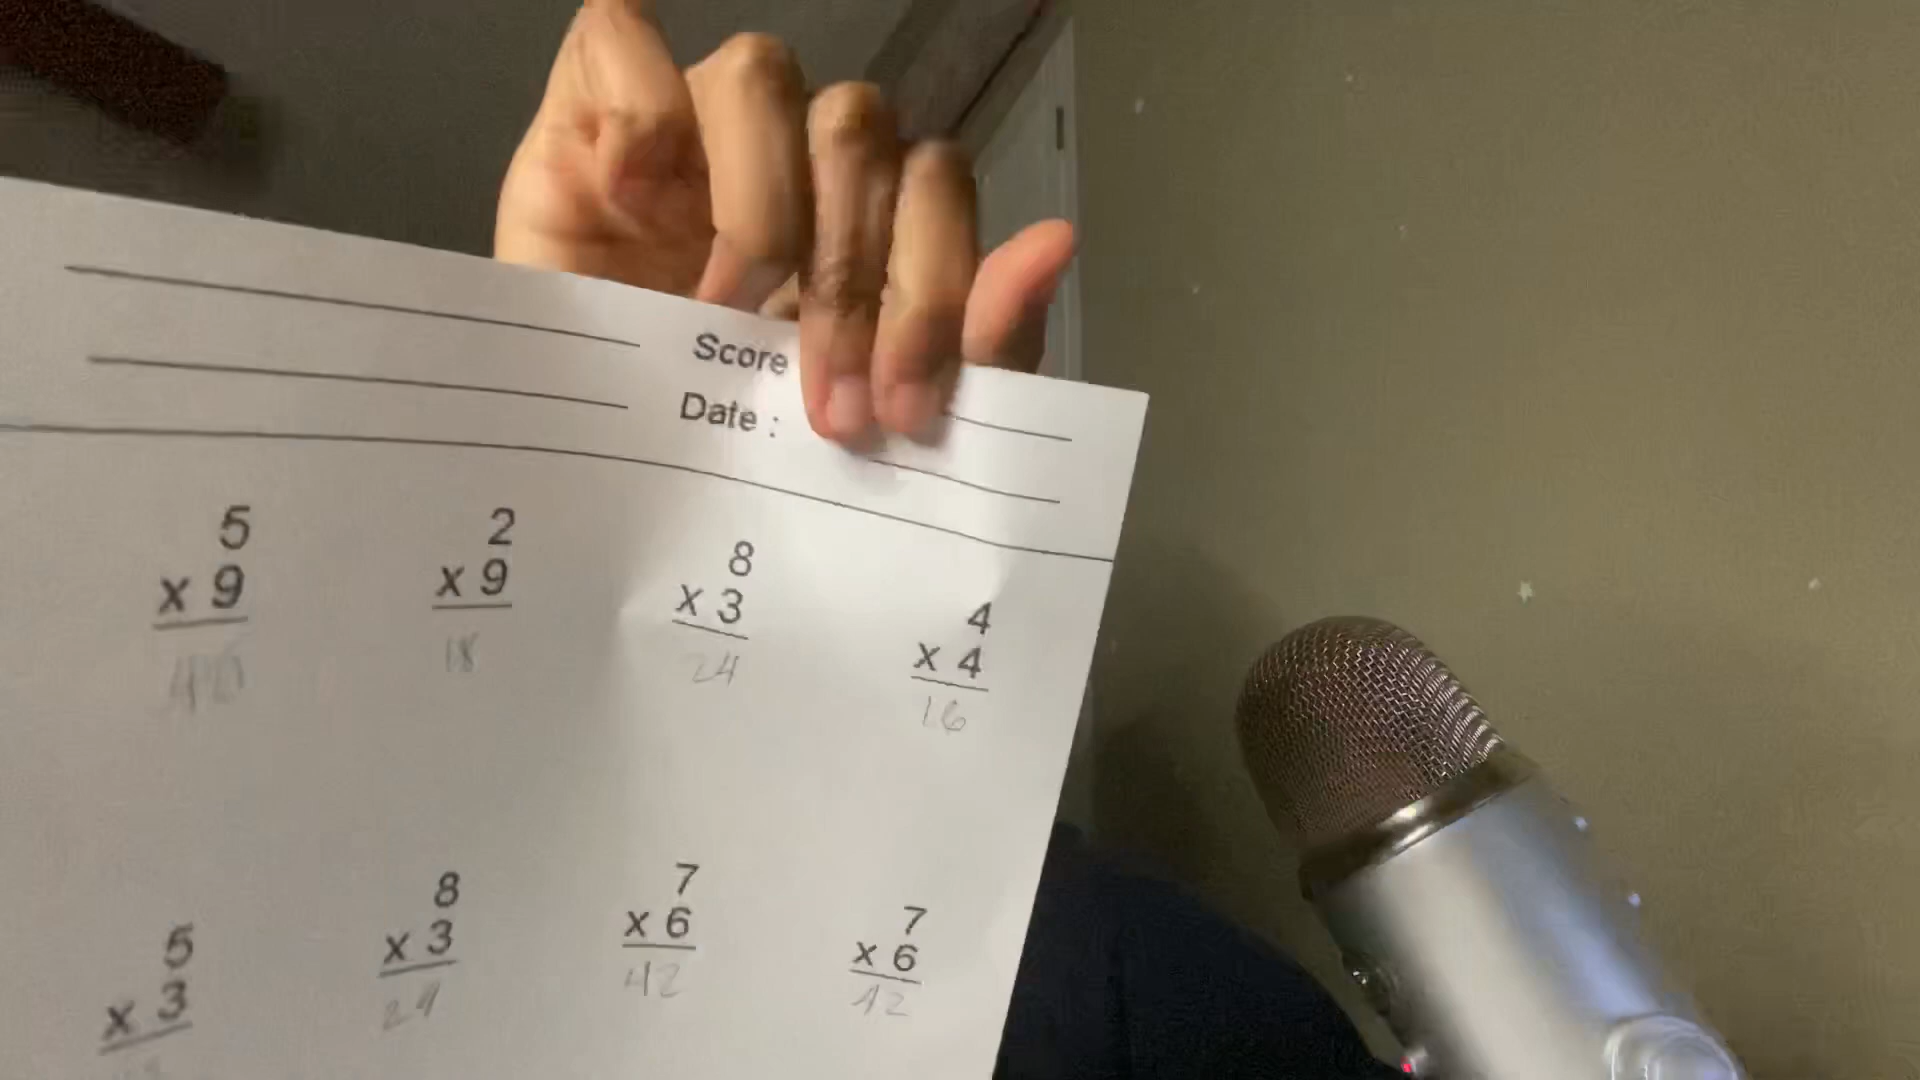 Score
Date :
5 2 8 4
x 9 x 9 x 3 x 4
18 24 16
5 8 7 7
x 3 x 3 x 6 x 6
24 42 42